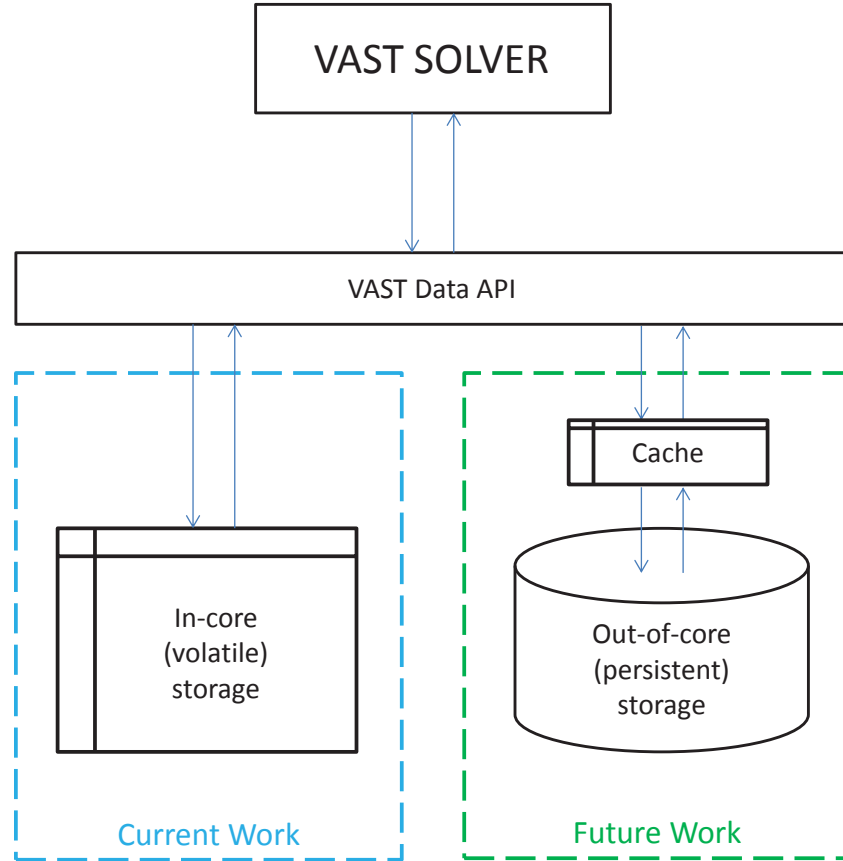 VAST SOLVER
VAST Data API
Cache
In-core
(volatile)
storage
Out-of-core
(persistent)
storage
Current Work
Future Work